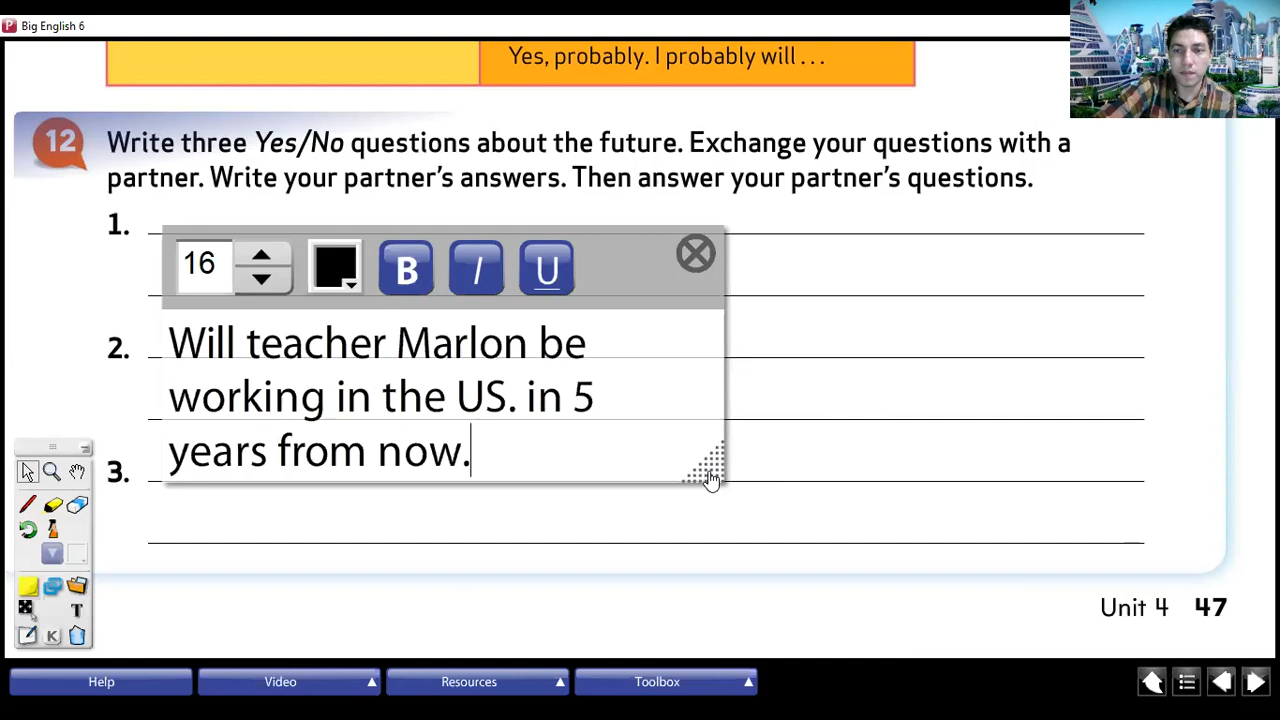 Big English 6
Yes, probably. I probably will ...
12 Write three Yes/No questions about the future. Exchange your questions with a
partner. Write your partner's answers. Then answer your partner's questions.
1.
16 B I U
Will teacher Marlon be
2.
working in the US. in 5
years from now.
3.
T
K
Unit 4 47
Help Video Resources Toolbox